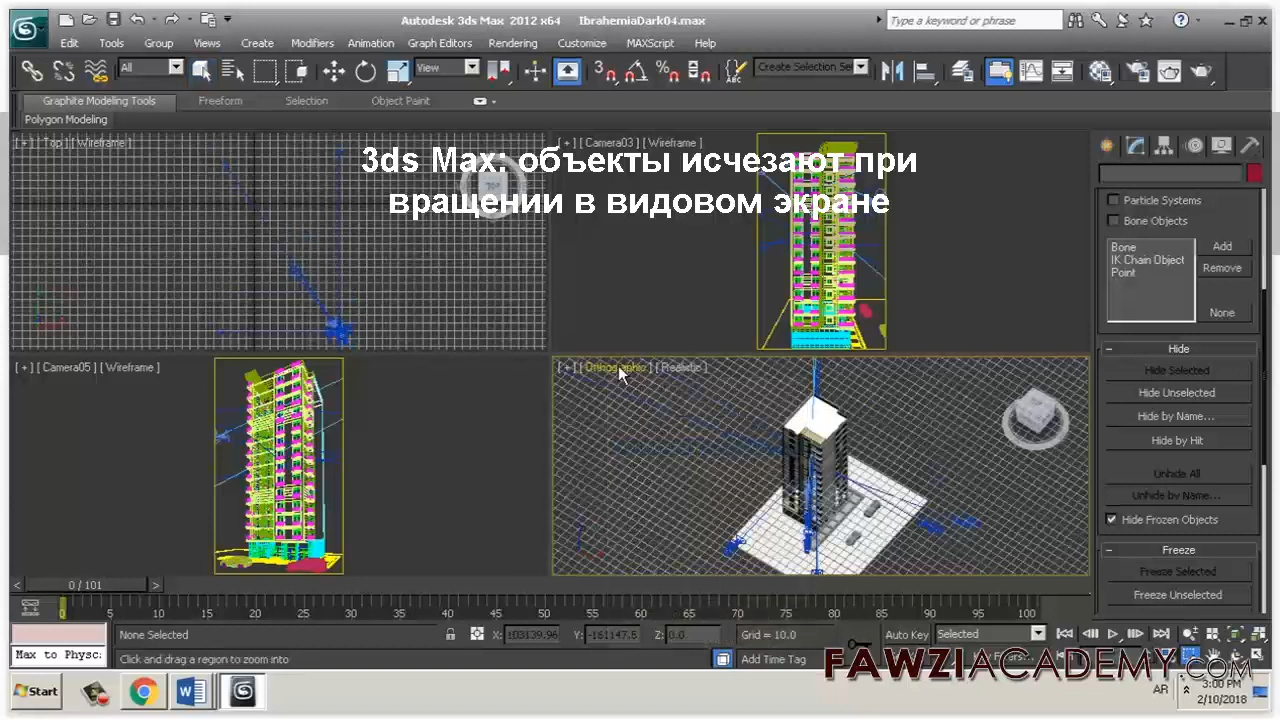 Autodesk 3ds Max 2012 x64 IbrahemiaDark04.max
Type a keyword or phrase
Edit Tools Group Views Create Modifiers Animation Graph Editors Rendering Customize MAXScript Help
All View Create Selection Se
Graphite Modeling Tools Freeform Selection Object Paint
Polygon Modeling
[ + ] Top ] [ Wireframe ]
[ + ] [ Camera03 ] [ Wireframe ]
3ds Max: объекты исчезают при
вращении в видовом экране
TOP
Particle Systems
Bone Objects
Bone
IK Chain Object
Point
Add
Remove
None
Hide
Hide Selected
Hide Unselected
Hide by Name...
Hide by Hit
Unhide All
Unhide by Name...
Hide Frozen Objects
Freeze
Freeze Selected
Freeze Unselected
[ + ] [ Camera05 ] [ Wireframe ]
[ + ] [ Orthographic ] [ Realistic ]
< 0 / 101 >
0 5 10 15 20 25 30 35 40 45 50 55 60 65 70 75 80 85 90 95 100
None Selected X: 103139.96 Y: -161147.5 Z: 0.0 Grid = 10.0 Auto Key Selected
Max to Physc:
Click and drag a region to zoom into Add Time Tag
FAWZIACADEMY.COM
Start
AR
3:00 PM
2/10/2018